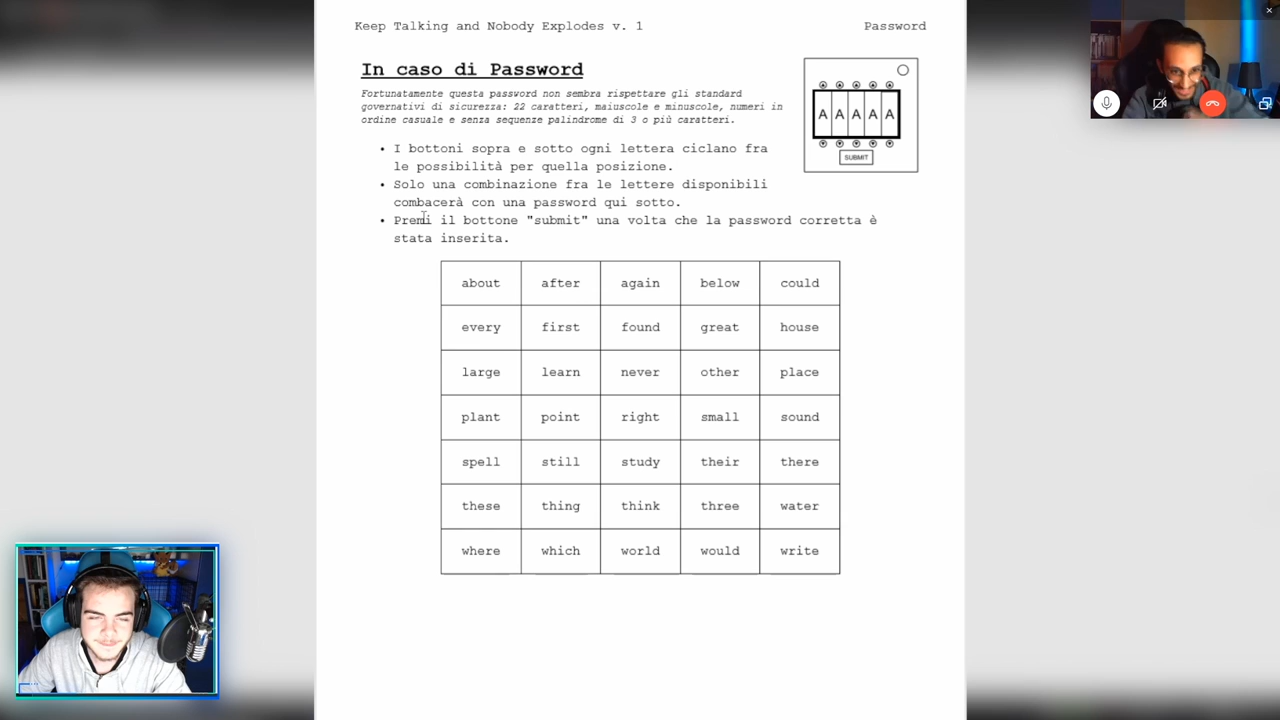 Keep Talking and Nobody Explodes v. 1 Password
In caso di Password
Fortunatamente questa password non sembra rispettare gli standard
governativi di sicurezza: 22 caratteri, maiuscole e minuscole, numeri in
ordine casuale e senza sequenze palindrome di 3 o più caratteri.
A A A A A
SUBMIT
• I bottoni sopra e sotto ogni lettera ciclano fra
le possibilità per quella posizione.
• Solo una combinazione fra le lettere disponibili
combacerà con una password qui sotto.
• Premi il bottone "submit" una volta che la password corretta è
stata inserita.
about after again below could
every first found great house
large learn never other place
plant point right small sound
spell still study their there
these thing think three water
where which world would write